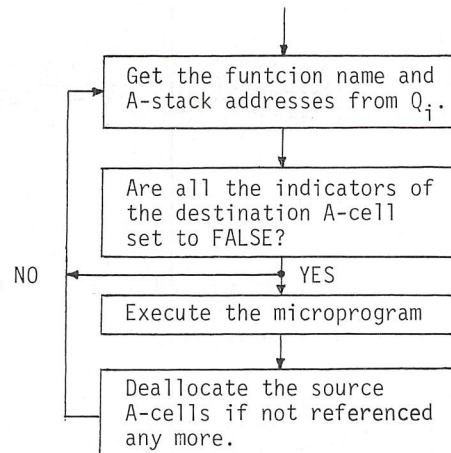 Get the funtcion name and
A-stack addresses from Qi.
Are all the indicators of
the destination A-cell
set to FALSE?
NO
YES
Execute the microprogram
Deallocate the source
A-cells if not referenced
any more.